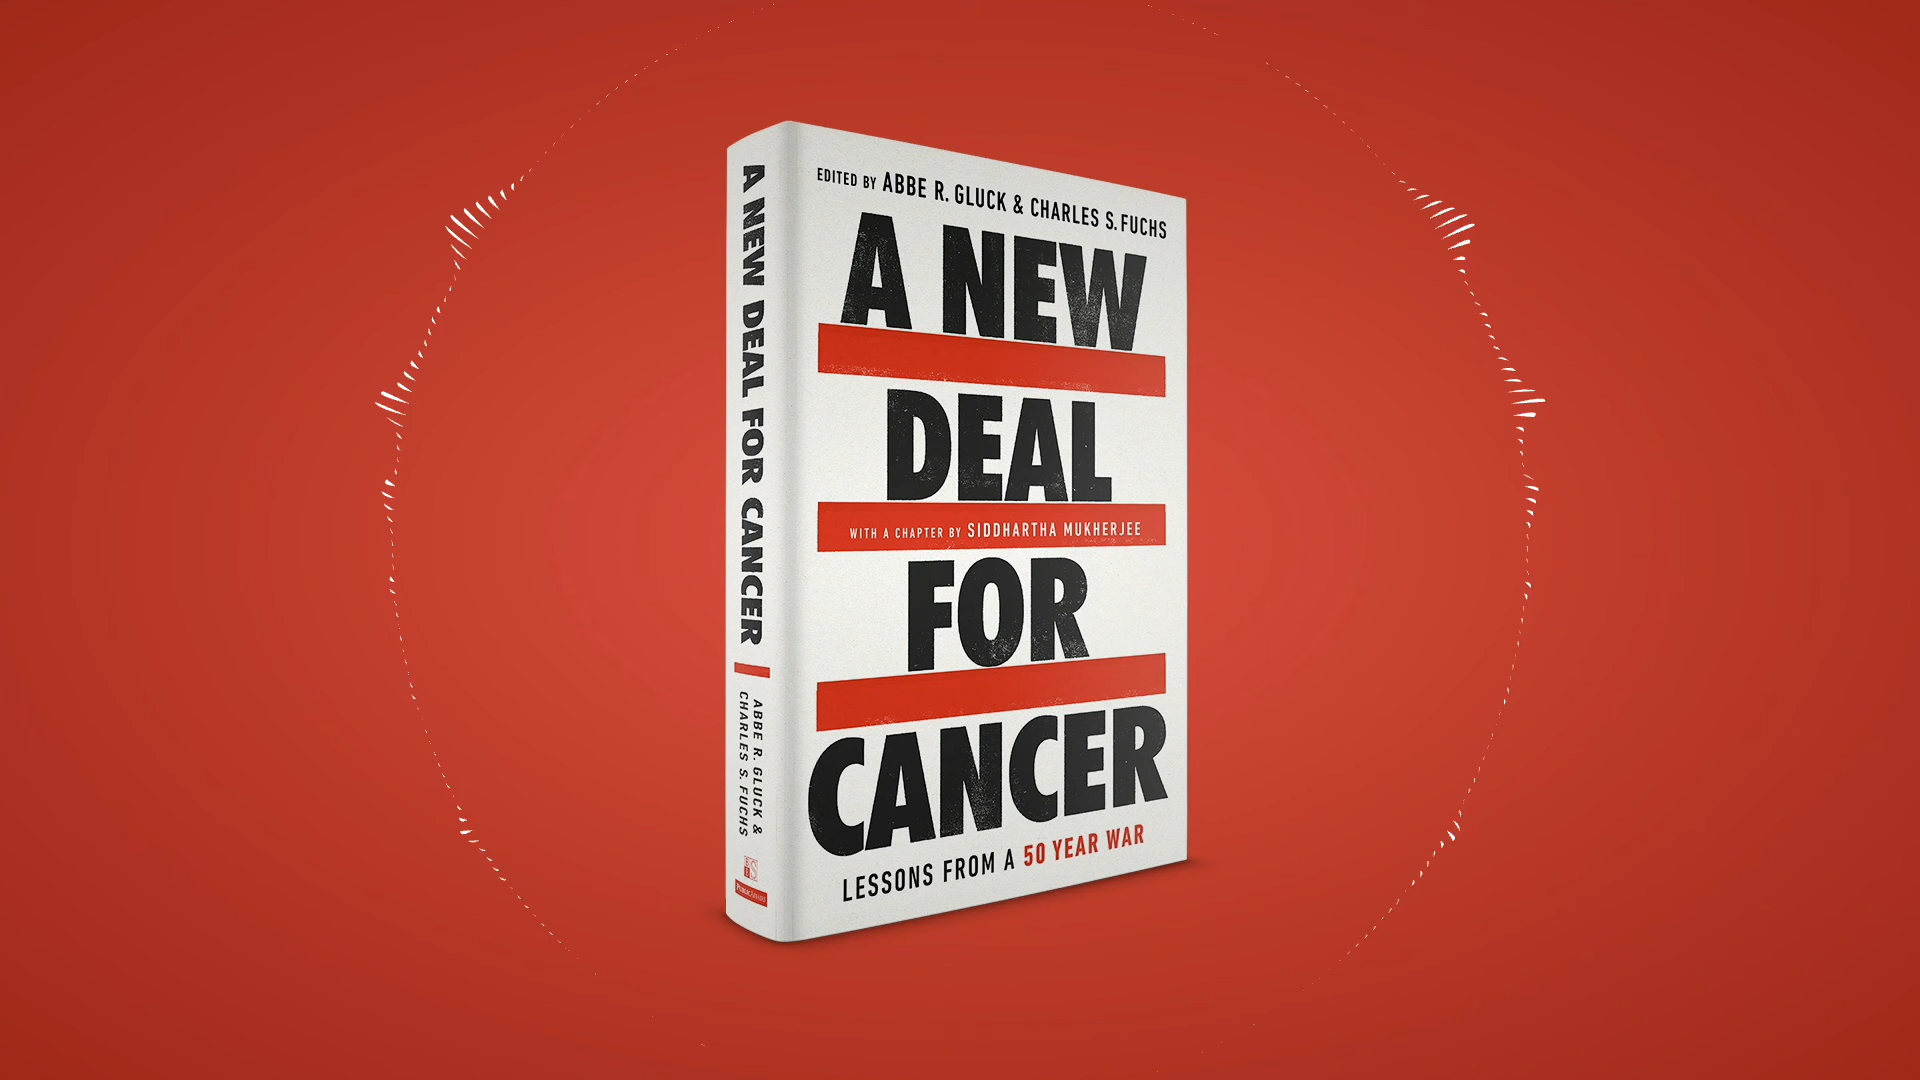 EDITED BY ABBE R. GLUCK & CHARLES S. FUCHS
A NEW
DEAL
WITH A CHAPTER BY SIDDHARTHA MUKHERJEE
FOR
CANCER
LESSONS FROM A 50 YEAR WAR
A NEW DEAL FOR CANCER
ABBE R. GLUCK &
CHARLES S. FUCHS
PUBLICAFFAIRS